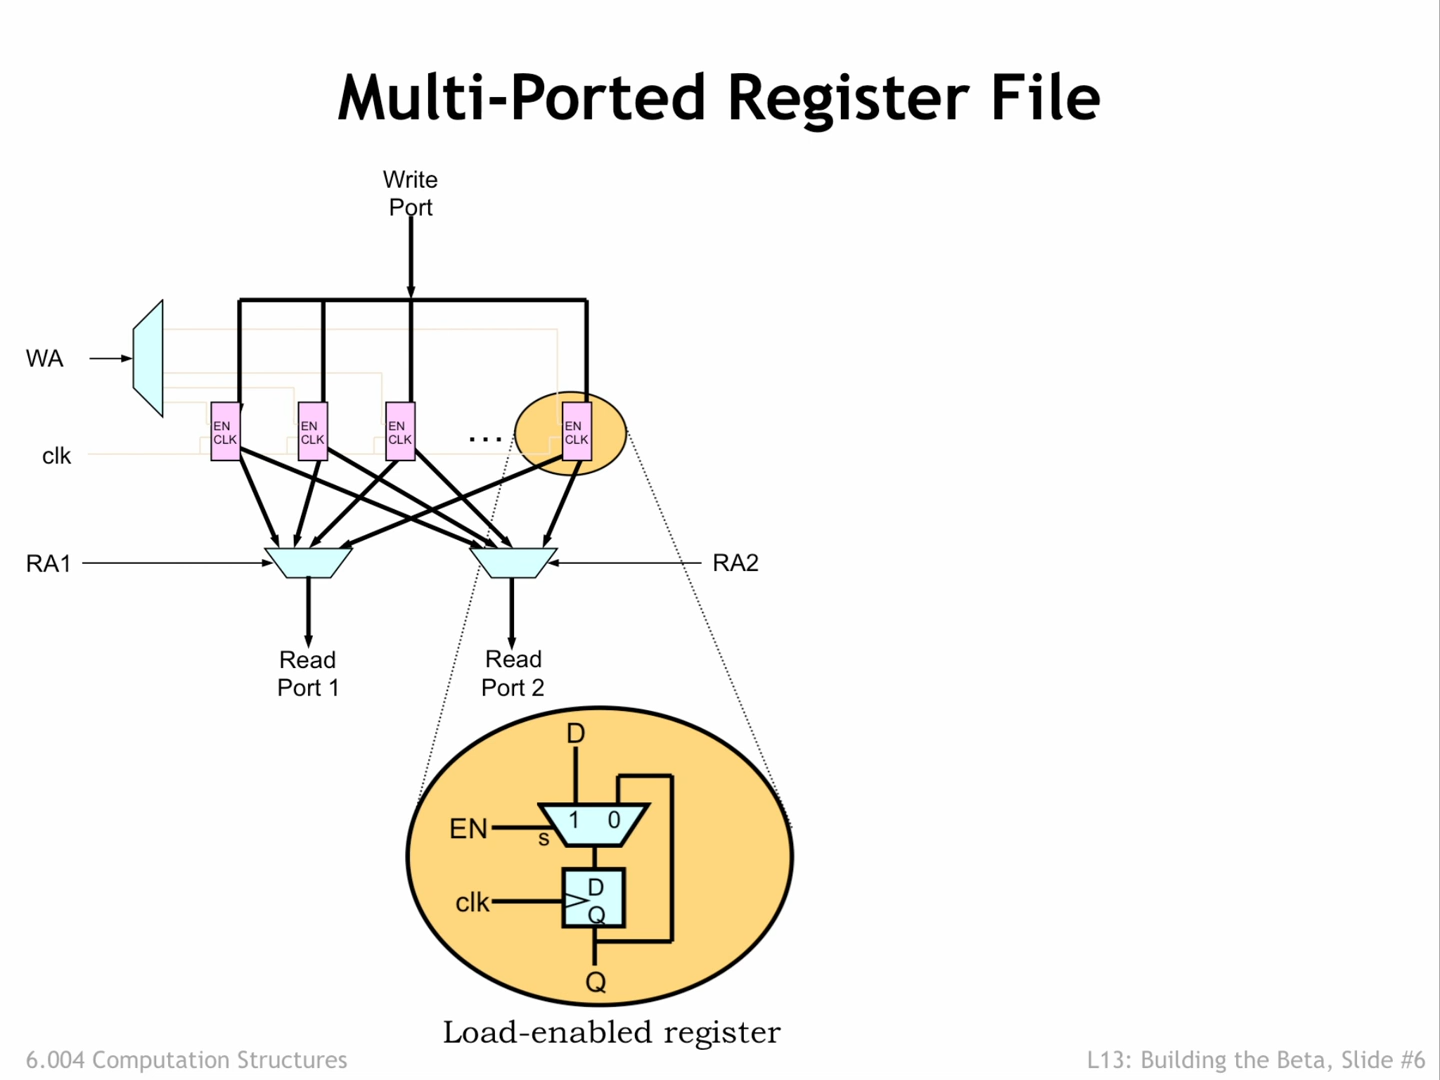 Multi-Ported Register File
Write
Port
WA
EN
CLK
EN
CLK
EN
CLK
...
EN
CLK
clk
RA1
RA2
Read
Port 1
Read
Port 2
D
1 0
EN
s
D
clk
Q
Q
Load-enabled register
6.004 Computation Structures
L13: Building the Beta, Slide #6